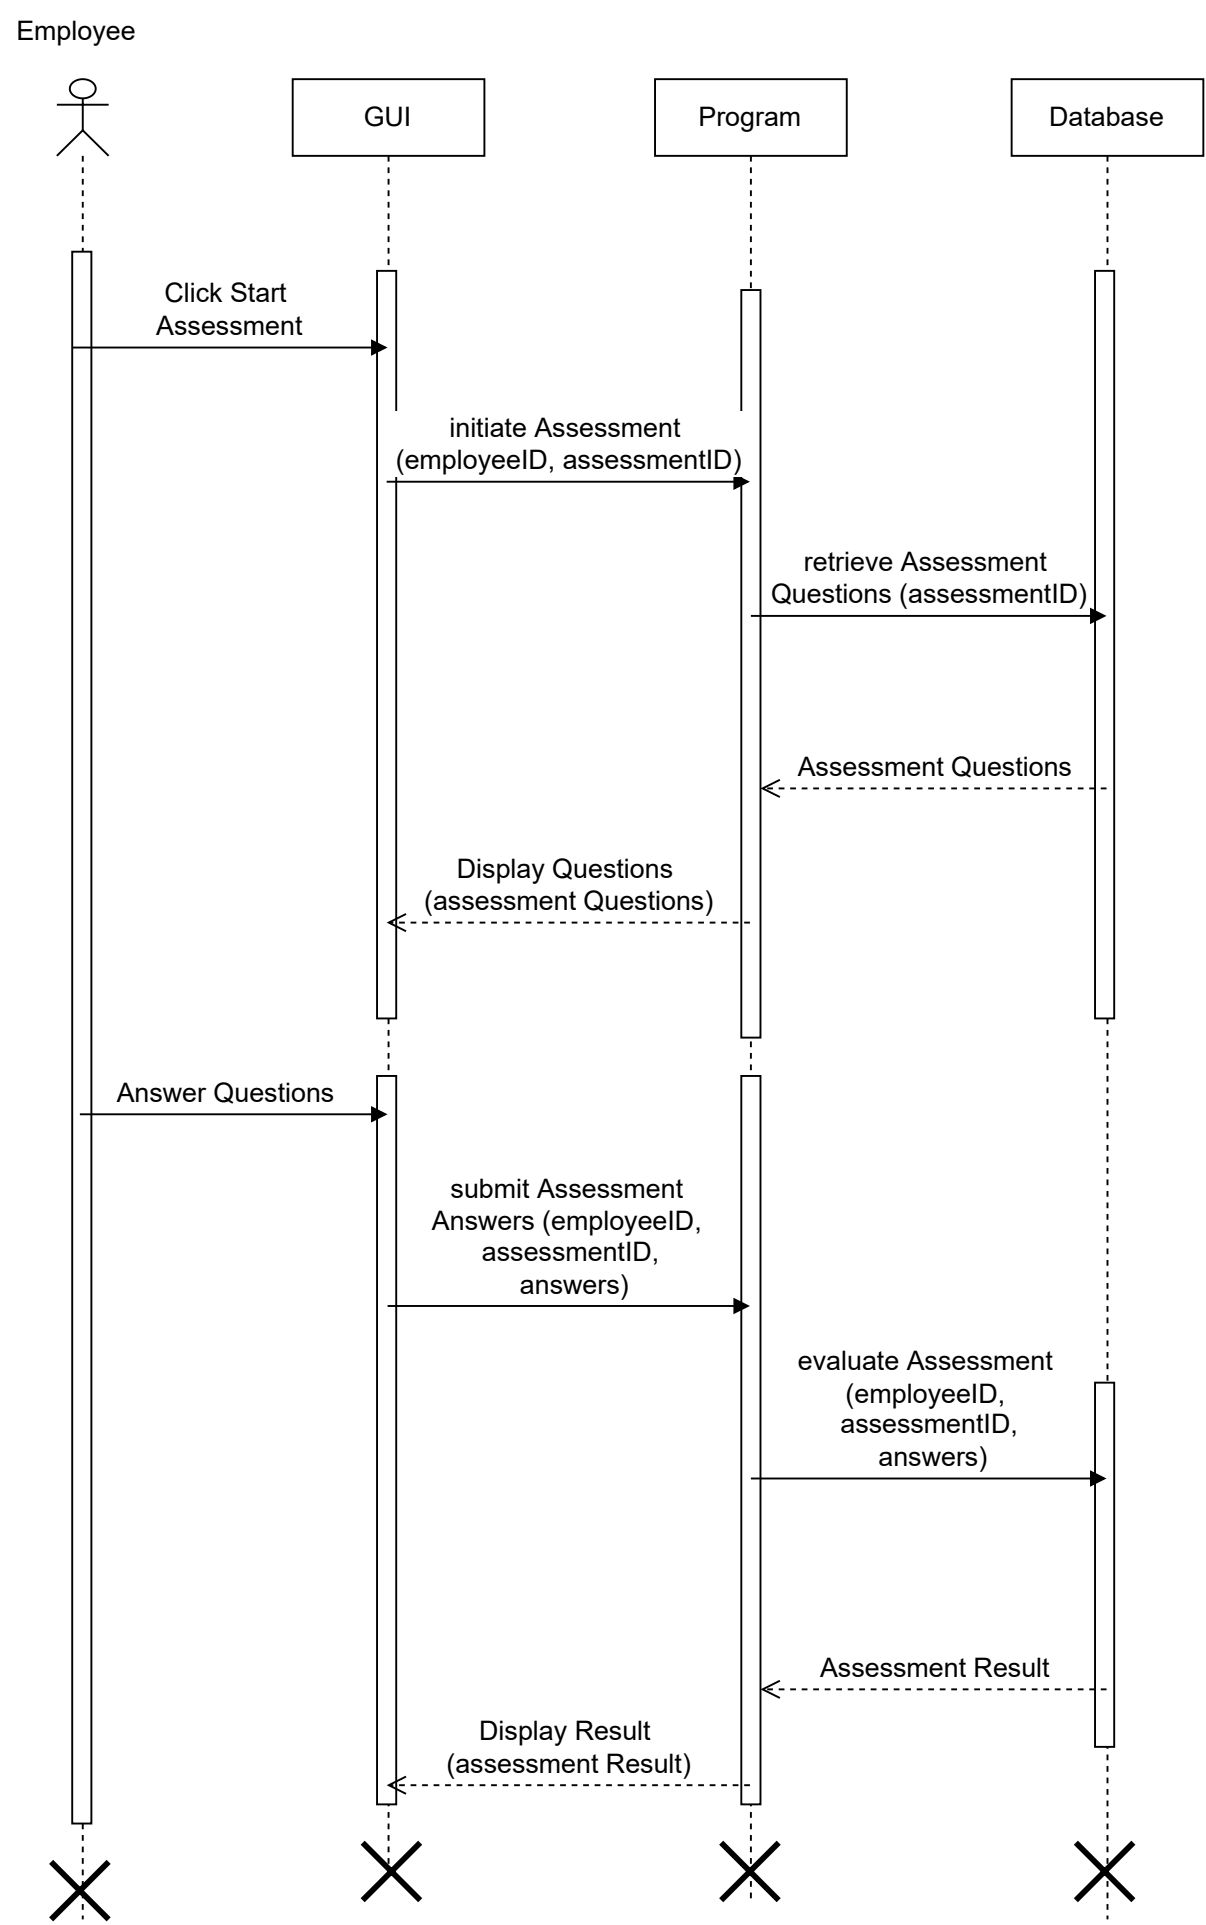 Employee
GUI
Program
Database
Click Start
Assessment
initiate Assessment
(employeeID, assessmentID)
retrieve Assessment
Questions (assessmentID)
Assessment Questions
Display Questions
(assessment Questions)
Answer Questions
submit Assessment
Answers (employeeID,
assessmentID,
answers)
evaluate Assessment
(employeeID,
assessmentID,
answers)
Assessment Result
Display Result
(assessment Result)